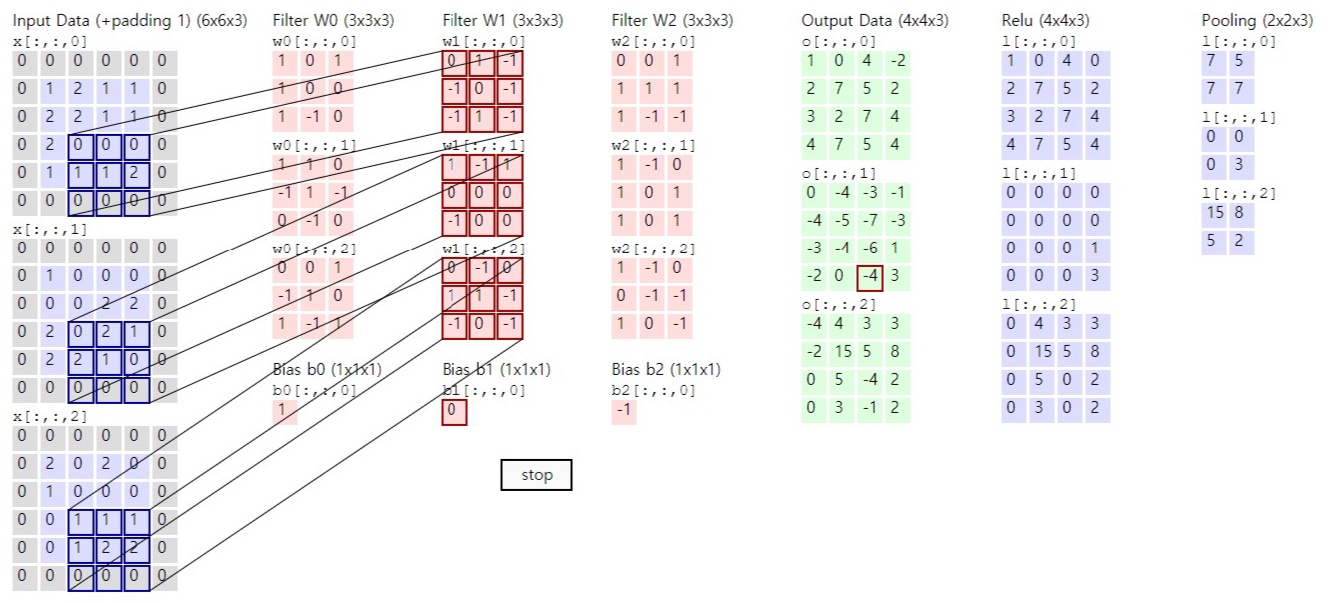 Input Data (+padding 1) (6x6x3)
x[:,:,0]
0 0 0 0 0 0
0 1 2 1 1 0
0 2 2 1 1 0
0 2 0 0 0 0
0 1 1 1 2 0
0 0 0 0 0 0
x[:,:,1]
0 0 0 0 0 0
0 1 0 0 0 0
0 0 0 2 2 0
0 2 0 2 1 0
0 2 2 1 0 0
0 0 0 0 0 0
x[:,:,2]
0 0 0 0 0 0
0 2 0 2 0 0
0 1 0 0 0 0
0 0 1 1 1 0
0 0 1 2 2 0
0 0 0 0 0 0
Filter W0 (3x3x3)
w0[:,:,0]
1 0 1
1 0 0
1 -1 0
w0[:,:,1]
1 1 0
-1 1 -1
0 -1 0
w0[:,:,2]
0 0 1
-1 1 0
1 -1 1
Bias b0 (1x1x1)
b0[:,:,0]
1
Filter W1 (3x3x3)
w1[:,:,0]
0 1 -1
-1 0 -1
-1 1 -1
w1[:,:,1]
1 -1 1
0 0 0
-1 0 0
w1[:,:,2]
0 -1 0
1 1 -1
-1 0 -1
Bias b1 (1x1x1)
b1[:,:,0]
0
stop
Filter W2 (3x3x3)
w2[:,:,0]
0 0 1
1 1 1
1 -1 -1
w2[:,:,1]
1 -1 0
1 0 1
1 0 1
w2[:,:,2]
1 -1 0
0 -1 -1
1 0 -1
Bias b2 (1x1x1)
b2[:,:,0]
-1
Output Data (4x4x3)
o[:,:,0]
1 0 4 -2
2 7 5 2
3 2 7 4
4 7 5 4
o[:,:,1]
0 -4 -3 -1
-4 -5 -7 -3
-3 -4 -6 1
-2 0 -4 3
o[:,:,2]
-4 4 3 3
-2 15 5 8
0 5 -4 2
0 3 -1 2
Relu (4x4x3)
l[:,:,0]
1 0 4 0
2 7 5 2
3 2 7 4
4 7 5 4
l[:,:,1]
0 0 0 0
0 0 0 0
0 0 0 1
0 0 0 3
l[:,:,2]
0 4 3 3
0 15 5 8
0 5 0 2
0 3 0 2
Pooling (2x2x3)
l[:,:,0]
7 5
7 7
l[:,:,1]
0 0
0 3
l[:,:,2]
15 8
5 2